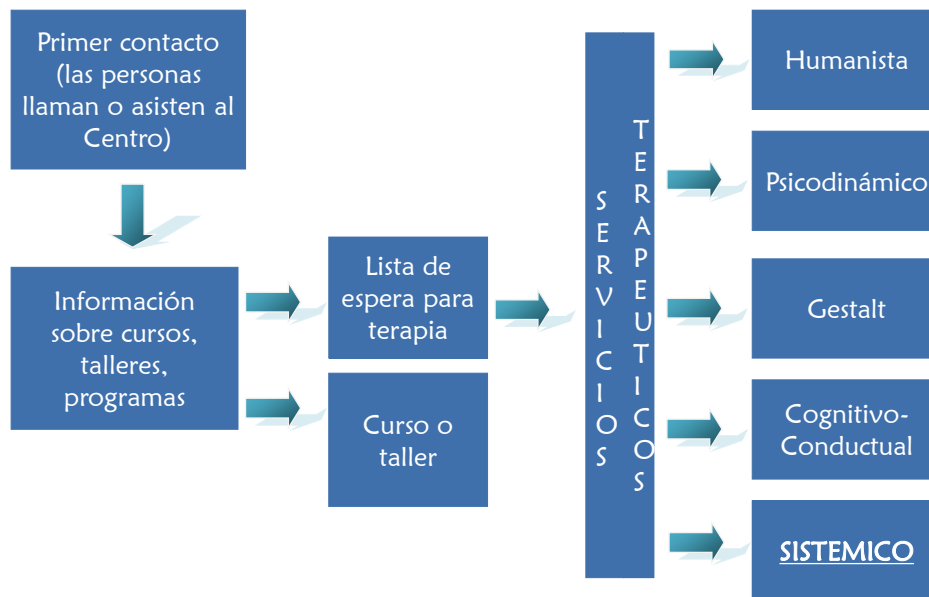 Primer contacto
(las personas
llaman o asisten al
Centro)
Información
sobre cursos,
talleres,
programas
Lista de
espera para
terapia
Curso o
taller
SERVICIOS
TERAPEUTICOS
Humanista
Psicodinámico
Gestalt
Cognitivo-
Conductual
SISTEMICO